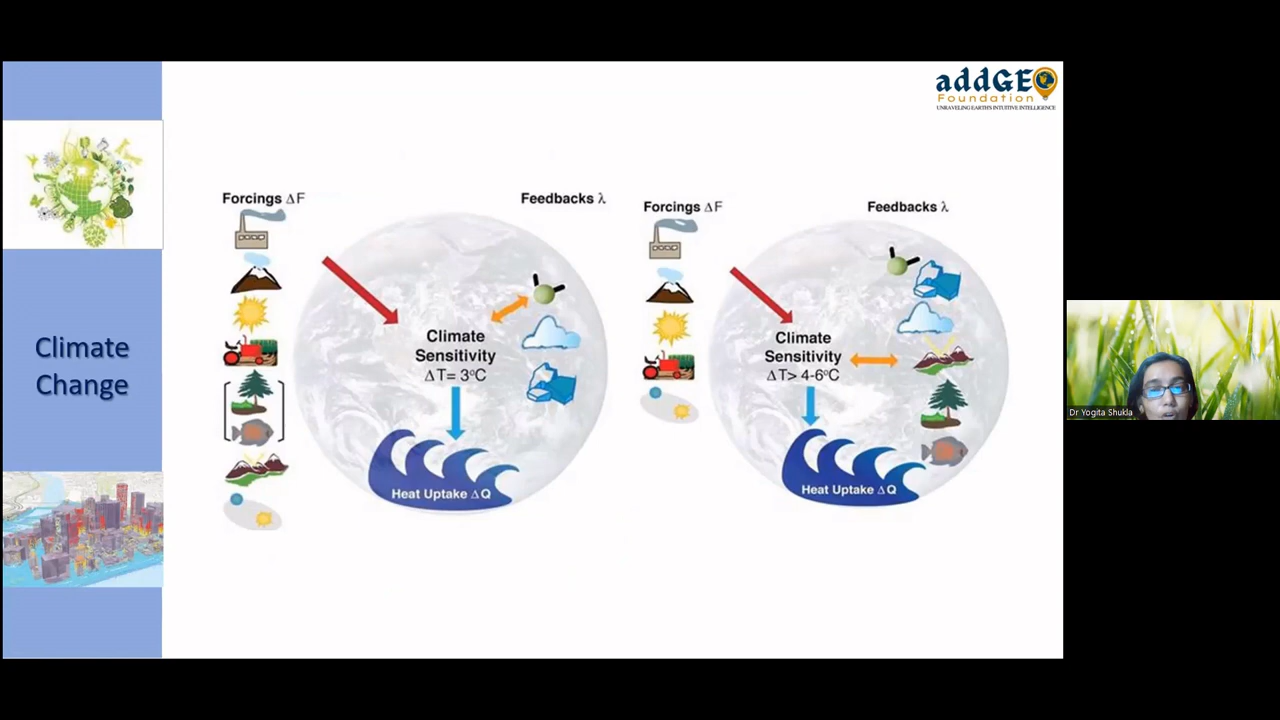 addGEO
Foundation
UNRAVELING EARTH'S INTUITIVE INTELLIGENCE
Climate
Change
Forcings ΔF
Feedbacks λ
Climate
Sensitivity
ΔT= 3°C
Heat Uptake ΔQ
Forcings ΔF
Feedbacks λ
Climate
Sensitivity
ΔT> 4-6°C
Heat Uptake ΔQ
Dr Yogita Shukla